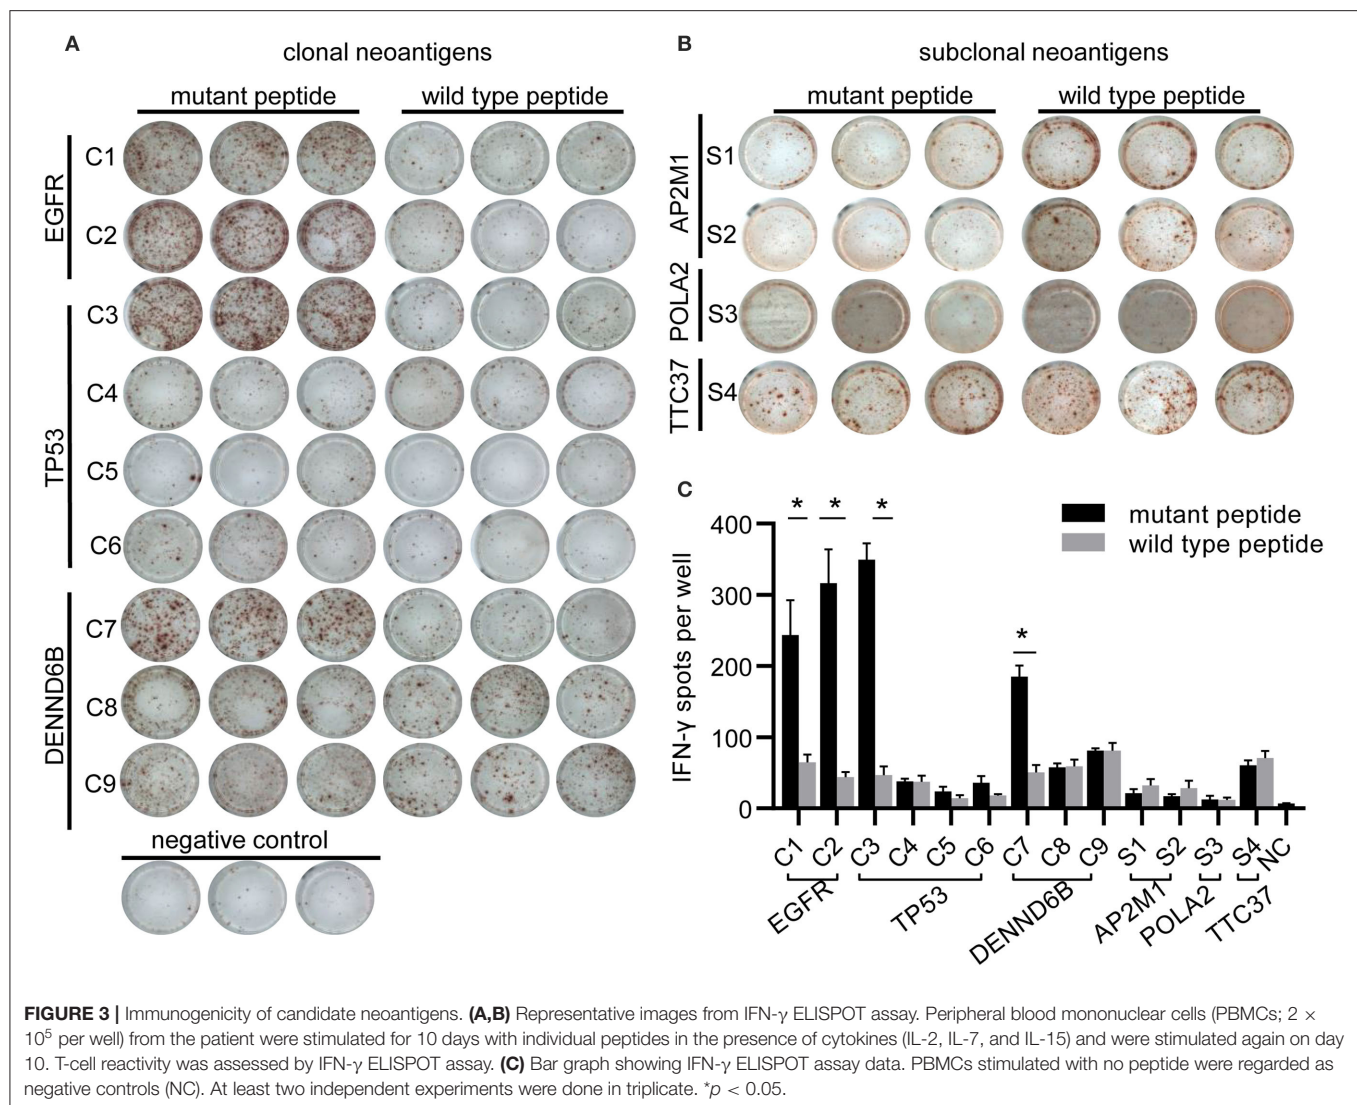 A
clonal neoantigens
mutant peptide wild type peptide
EGFR
C1
C2
TP53
C3
C4
C5
C6
DENND6B
C7
C8
C9
negative control
B
subclonal neoantigens
mutant peptide wild type peptide
AP2M1
S1
S2
POLA2
S3
TTC37
S4
C
mutant peptide
wild type peptide
IFN-γ spots per well
400
300
200
100
0
* * * *
C1 C2 C3 C4 C5 C6 C7 C8 C9 S1 S2 S3 S4 NC
EGFR TP53 DENND6B AP2M1 POLA2 TTC37
FIGURE 3 | Immunogenicity of candidate neoantigens. (A,B) Representative images from IFN-γ ELISPOT assay. Peripheral blood mononuclear cells (PBMCs; 2 ×
10⁵ per well) from the patient were stimulated for 10 days with individual peptides in the presence of cytokines (IL-2, IL-7, and IL-15) and were stimulated again on day
10. T-cell reactivity was assessed by IFN-γ ELISPOT assay. (C) Bar graph showing IFN-γ ELISPOT assay data. PBMCs stimulated with no peptide were regarded as
negative controls (NC). At least two independent experiments were done in triplicate. *p < 0.05.